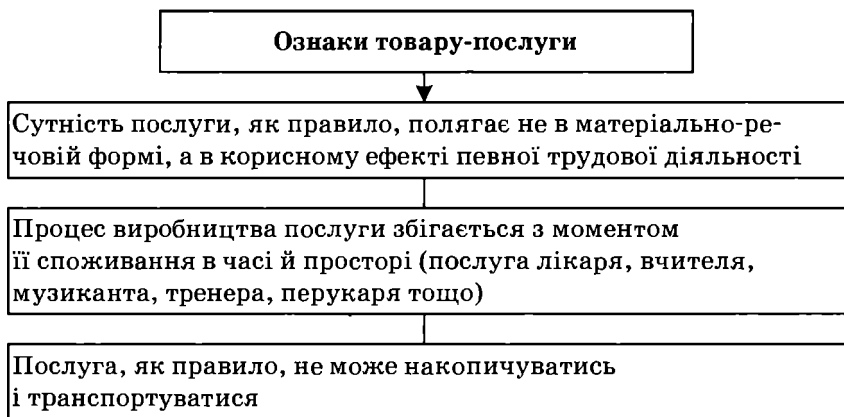 Ознаки товару-послуги
Сутність послуги, як правило, полягає не в матеріально-ре-
човій формі, а в корисному ефекті певної трудової діяльності
Процес виробництва послуги збігається з моментом
її споживання в часі й просторі (послуга лікаря, вчителя,
музиканта, тренера, перукаря тощо)
Послуга, як правило, не може накопичуватись
і транспортуватися